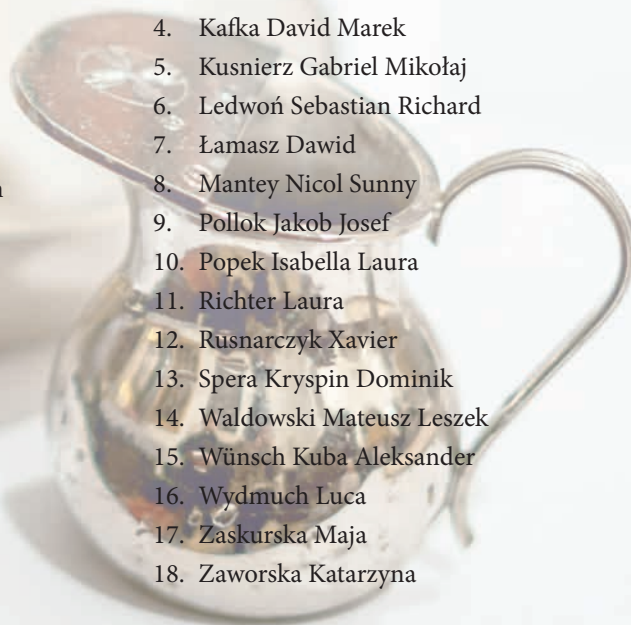 4. Kafka David Marek
5. Kusnierz Gabriel Mikołaj
6. Ledwoń Sebastian Richard
7. Łamasz Dawid
8. Mantey Nicol Sunny
9. Pollok Jakob Josef
10. Popek Isabella Laura
11. Richter Laura
12. Rusnarczyk Xavier
13. Spera Kryspin Dominik
14. Waldowski Mateusz Leszek
15. Wünsch Kuba Aleksander
16. Wydmuch Luca
17. Zaskurska Maja
18. Zaworska Katarzyna